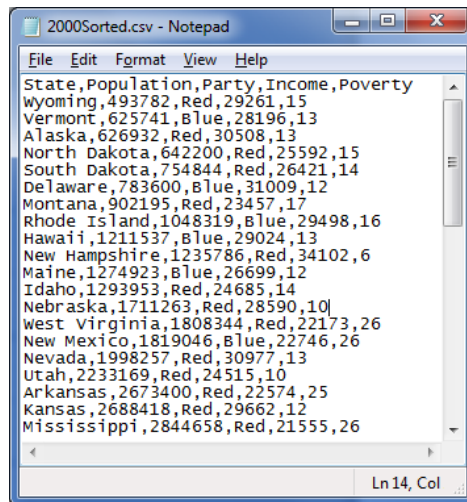 2000Sorted.csv - Notepad
File Edit Format View Help
State,Population,Party,Income,Poverty
Wyoming,493782,Red,29261,15
Vermont,625741,Blue,28196,13
Alaska,626932,Red,30508,13
North Dakota,642200,Red,25592,15
South Dakota,754844,Red,26421,14
Delaware,783600,Blue,31009,12
Montana,902195,Red,23457,17
Rhode Island,1048319,Blue,29498,16
Hawaii,1211537,Blue,29024,13
New Hampshire,1235786,Red,34102,6
Maine,1274923,Blue,26699,12
Idaho,1293953,Red,24685,14
Nebraska,1711263,Red,28590,10
West Virginia,1808344,Red,22173,26
New Mexico,1819046,Blue,22746,26
Nevada,1998257,Red,30977,13
Utah,2233169,Red,24515,10
Arkansas,2673400,Red,22574,25
Kansas,2688418,Red,29662,12
Mississippi,2844658,Red,21555,26
Ln 14, Col